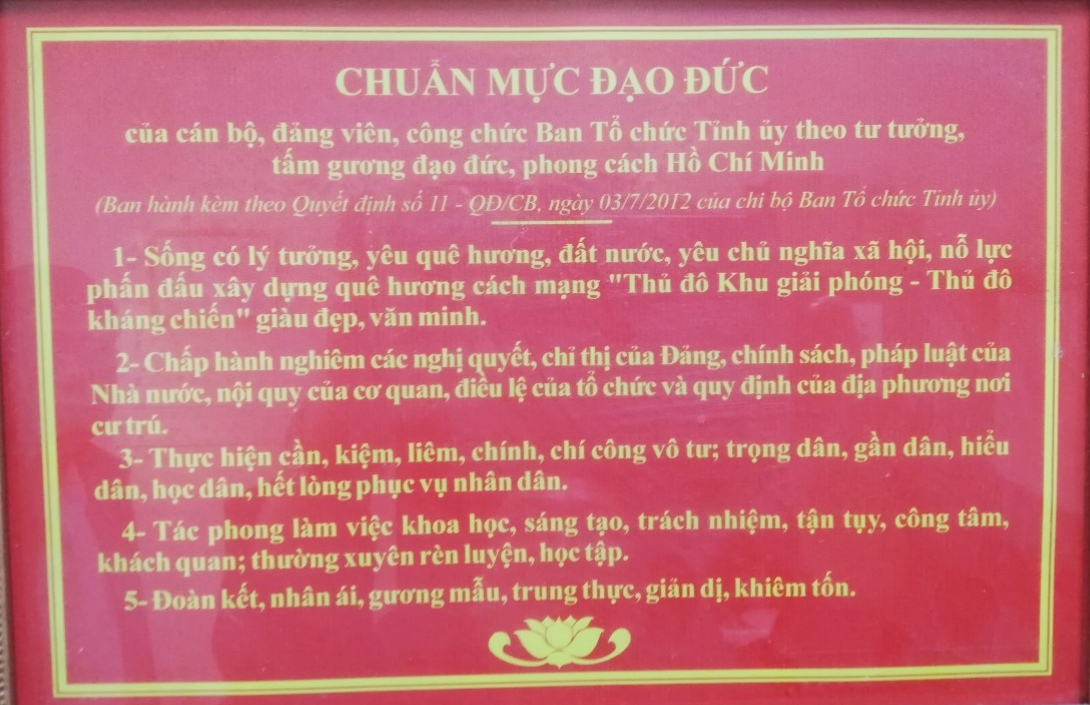 CHUẨN MỰC ĐẠO ĐỨC
của cán bộ, đảng viên, công chức Ban Tổ chức Tỉnh ủy theo tư tưởng,
tấm gương đạo đức, phong cách Hồ Chí Minh
(Ban hành kèm theo Quyết định số 11 - QĐ/CB, ngày 03/7/2012 của chi bộ Ban Tổ chức Tỉnh ủy)
1- Sống có lý tưởng, yêu quê hương, đất nước, yêu chủ nghĩa xã hội, nỗ lực
phấn đấu xây dựng quê hương cách mạng "Thủ đô Khu giải phóng - Thủ đô
kháng chiến" giàu đẹp, văn minh.
2- Chấp hành nghiêm các nghị quyết, chỉ thị của Đảng, chính sách, pháp luật của
Nhà nước, nội quy của cơ quan, điều lệ của tổ chức và quy định của địa phương nơi
cư trú.
3- Thực hiện cần, kiệm, liêm, chính, chí công vô tư; trọng dân, gần dân, hiểu
dân, học dân, hết lòng phục vụ nhân dân.
4- Tác phong làm việc khoa học, sáng tạo, trách nhiệm, tận tụy, công tâm,
khách quan; thường xuyên rèn luyện, học tập.
5- Đoàn kết, nhân ái, gương mẫu, trung thực, giản dị, khiêm tốn.